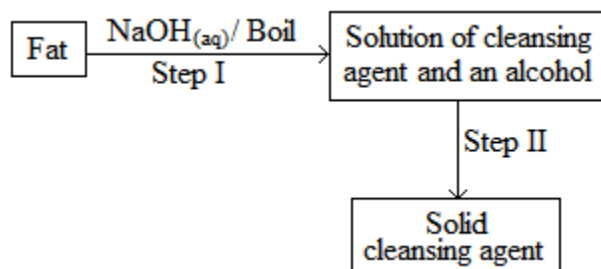 Fat
NaOH(aq)/ Boil
Step I
Solution of cleansing
agent and an alcohol
Step II
Solid
cleansing agent